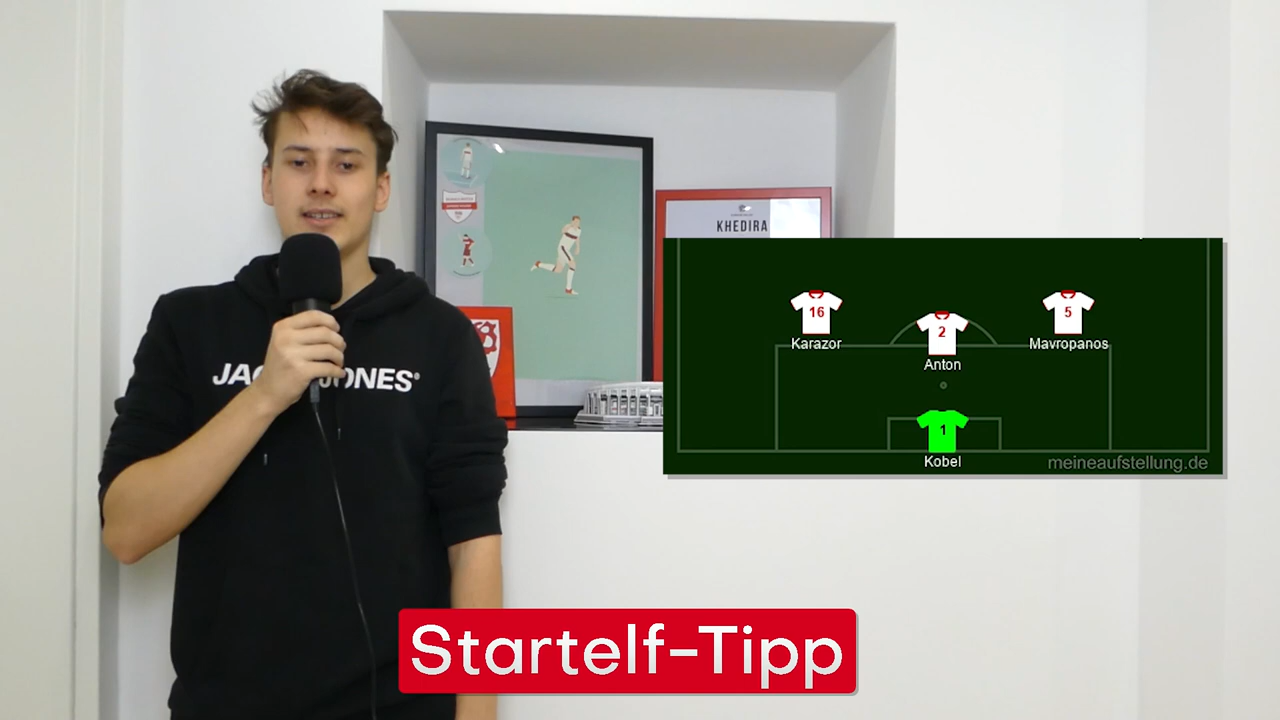 KHEDIRA
JACK JONES®
16
Karazor
2
Anton
5
Mavropanos
1
Kobel
meineaufstellung.de
Startelf-Tipp